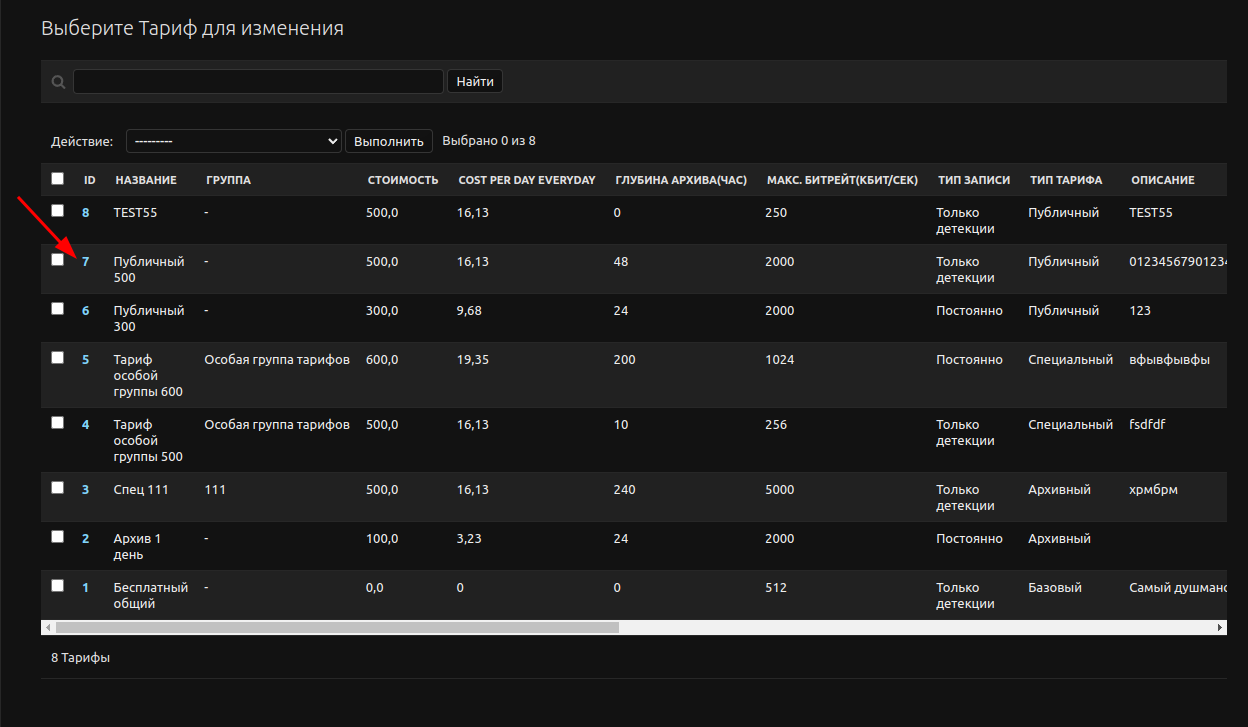 Выберите Тариф для изменения
Найти
Действие: --------- Выполнить Выбрано 0 из 8
ID НАЗВАНИЕ ГРУППА СТОИМОСТЬ COST PER DAY EVERYDAY ГЛУБИНА АРХИВА(ЧАС) МАКС. БИТРЕЙТ(КБИТ/СЕК) ТИП ЗАПИСИ ТИП ТАРИФА ОПИСАНИЕ
8 TEST55 - 500,0 16,13 0 250 Только Публичный TEST55
детекции
7 Публичный - 500,0 16,13 48 2000 Только Публичный 01234567901234
500 детекции
6 Публичный - 300,0 9,68 24 2000 Постоянно Публичный 123
300
5 Тариф Особая группа тарифов 600,0 19,35 200 1024 Постоянно Специальный вфывфывфы
особой
группы 600
4 Тариф Особая группа тарифов 500,0 16,13 10 256 Только Специальный fsdfdf
особой детекции
группы 500
3 Спец 111 111 500,0 16,13 240 5000 Только Архивный хрмбрм
детекции
2 Архив 1 - 100,0 3,23 24 2000 Постоянно Архивный
день
1 Бесплатный - 0,0 0 0 512 Только Базовый Самый душманс
общий детекции
8 Тарифы